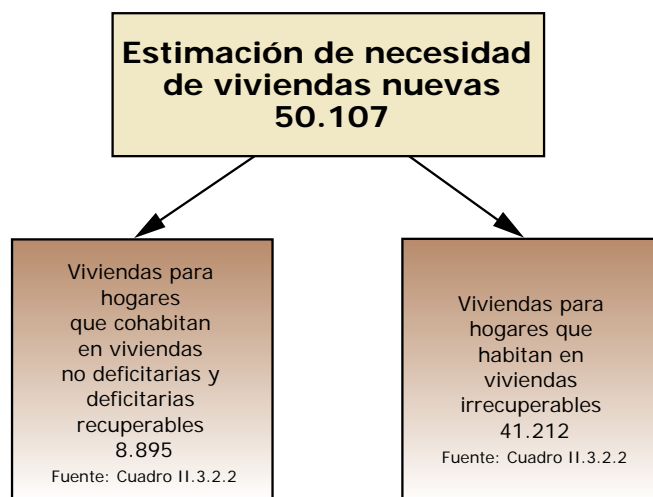 Estimación de necesidad
de viviendas nuevas
50.107
Viviendas para
hogares
que cohabitan
en viviendas
no deficitarias y
deficitarias
recuperables
8.895
Fuente: Cuadro II.3.2.2
Viviendas para
hogares que
habitan en
viviendas
irrecuperables
41.212
Fuente: Cuadro II.3.2.2